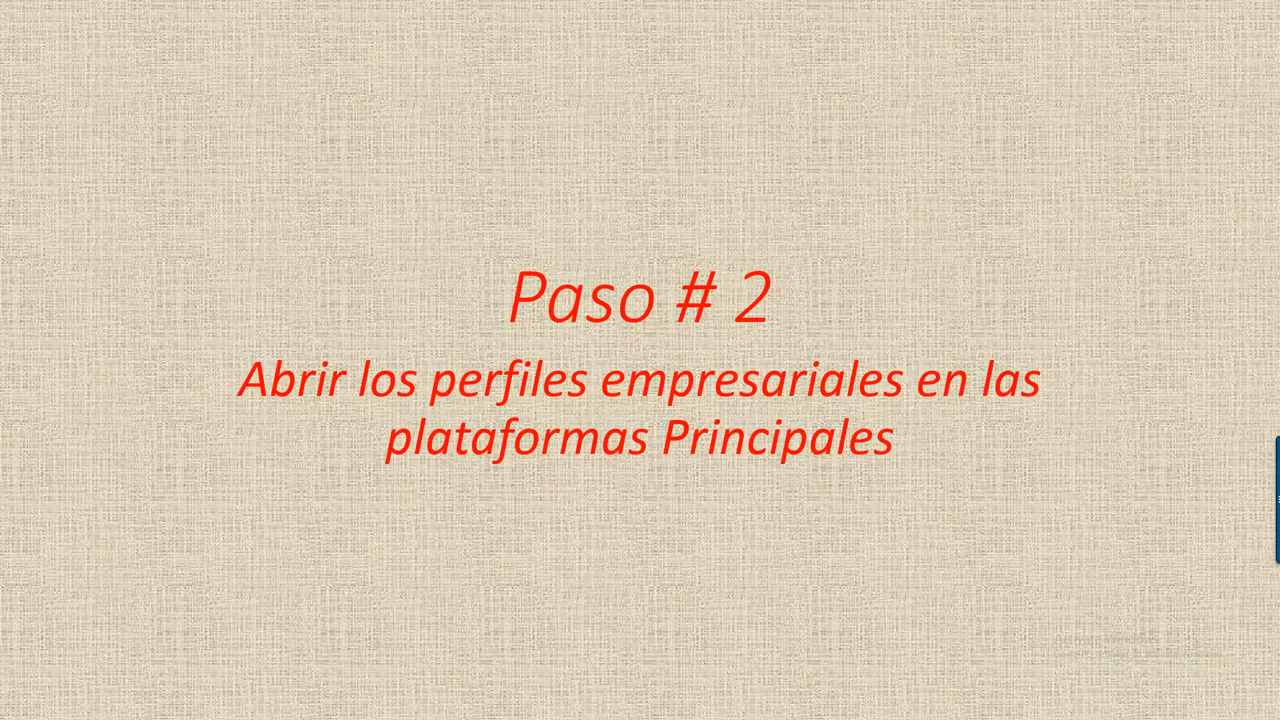 Paso # 2
Abrir los perfiles empresariales en las
plataformas Principales